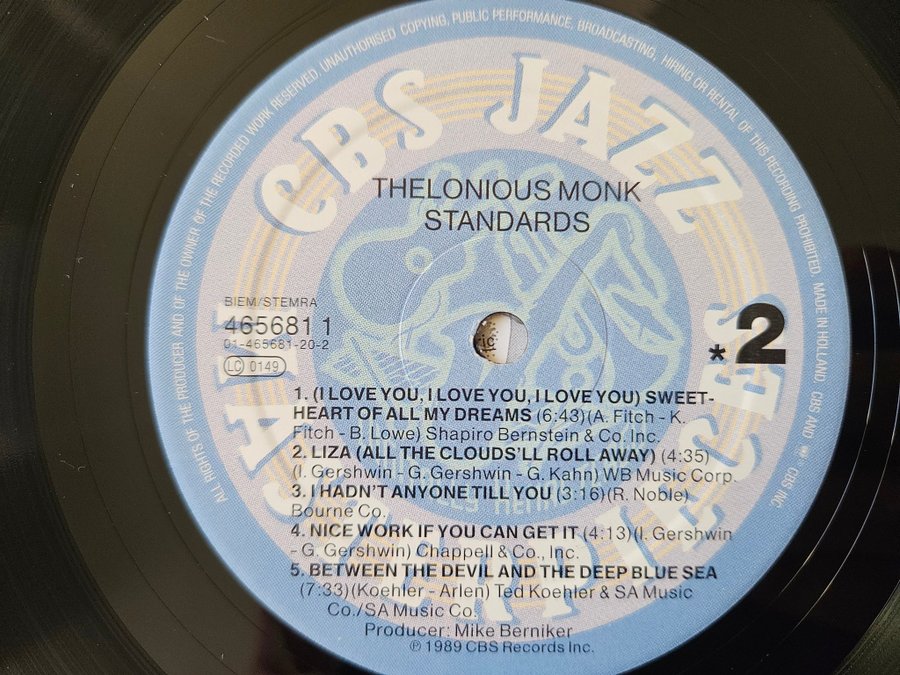 ALL RIGHTS OF THE PRODUCER AND OF THE OWNER OF THE RECORDED WORK RESERVED. UNAUTHORISED COPYING, PUBLIC PERFORMANCE, BROADCASTING, HIRING OR RENTAL OF THIS RECORDING PROHIBITED. MADE IN HOLLAND. CBS AND CBS INC
CBS JAZZ
MASTERPIECES
THELONIOUS MONK
STANDARDS
BIEM/STEMRA
465681 1
01-465681-20-2
LC 0149
*2
1. (I LOVE YOU, I LOVE YOU, I LOVE YOU) SWEET-
HEART OF ALL MY DREAMS (6:43)(A. Fitch - K.
Fitch - B. Lowe) Shapiro Bernstein & Co. Inc.
2. LIZA (ALL THE CLOUDS'LL ROLL AWAY) (4:35)
(I. Gershwin - G. Gershwin - G. Kahn) WB Music Corp.
3. I HADN'T ANYONE TILL YOU (3:16)(R. Noble)
Bourne Co.
4. NICE WORK IF YOU CAN GET IT (4:13)(I. Gershwin
- G. Gershwin) Chappell & Co., Inc.
5. BETWEEN THE DEVIL AND THE DEEP BLUE SEA
(7:33)(Koehler - Arlen) Ted Koehler & SA Music
Co./SA Music Co.
Producer: Mike Berniker
℗ 1989 CBS Records Inc.